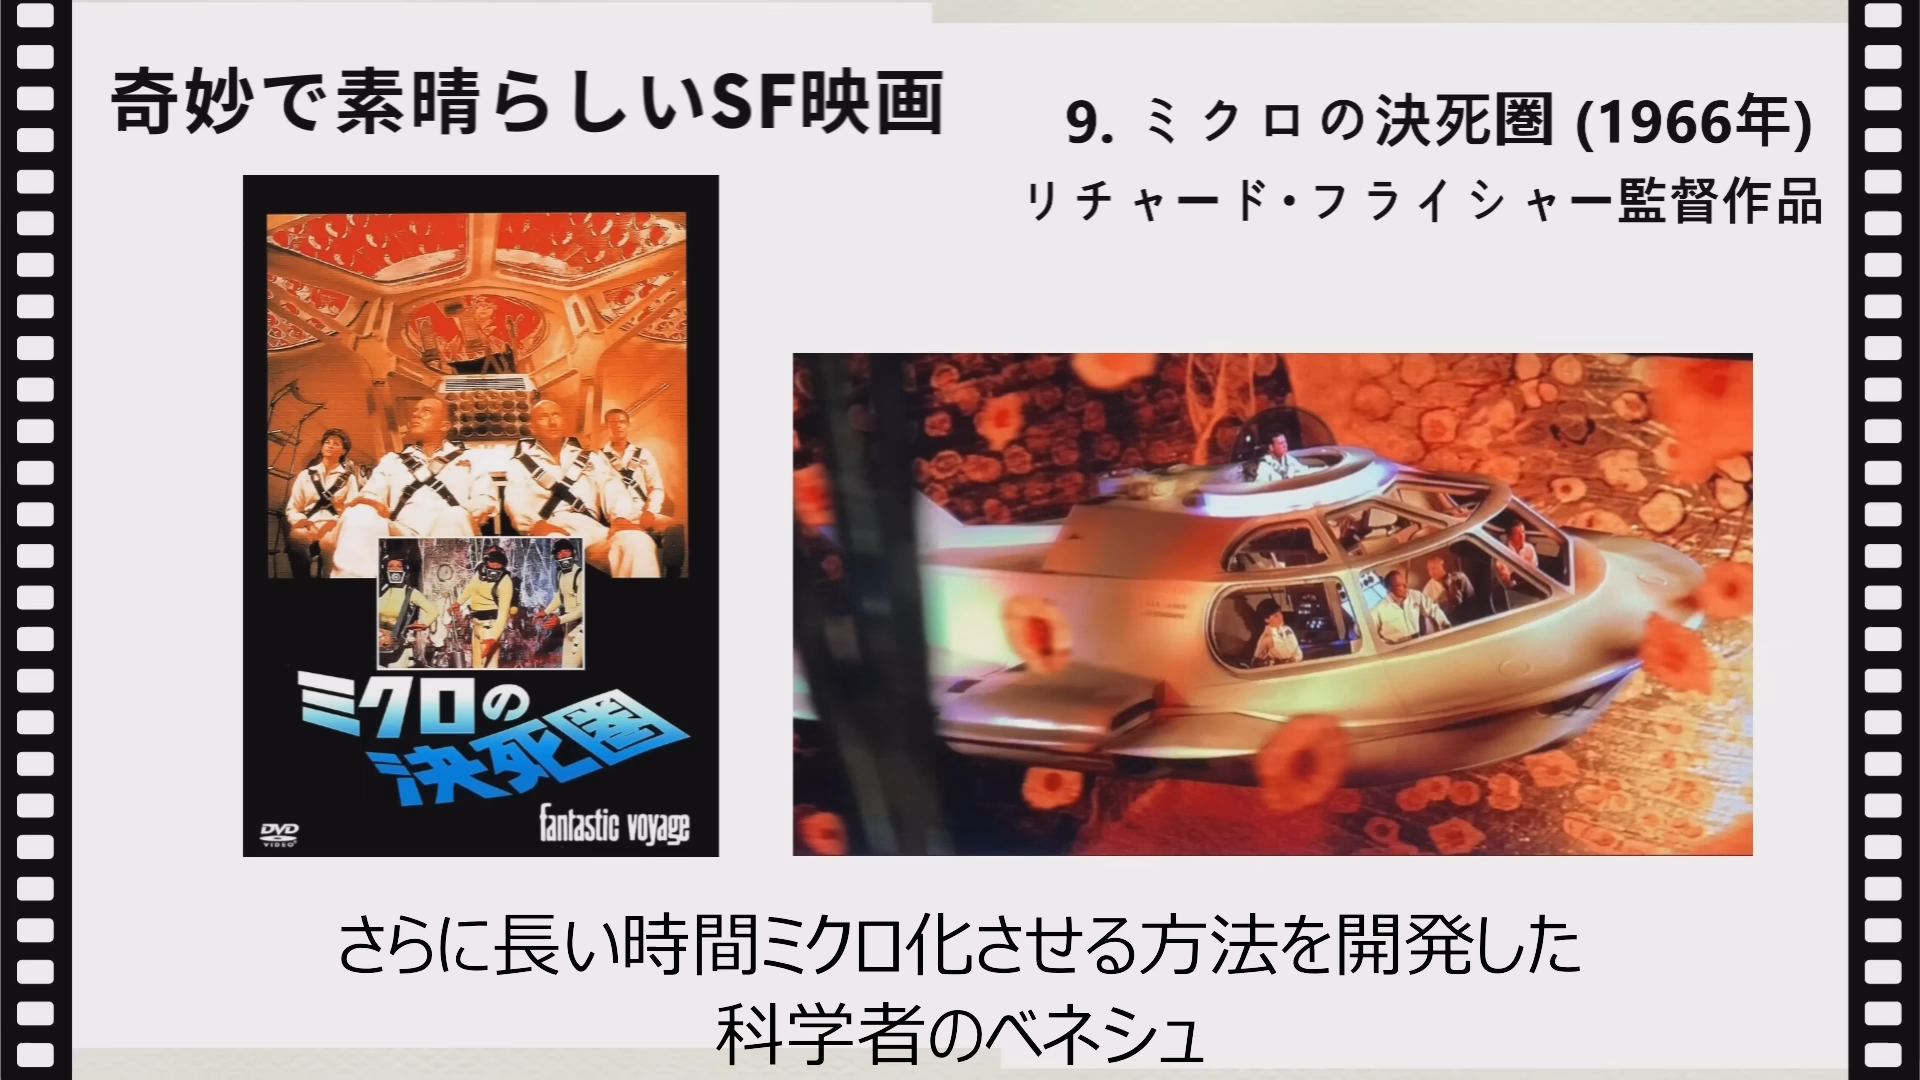 奇妙で素晴らしいSF映画
9. ミクロの決死圏 (1966年)
リチャード・フライシャー監督作品
ミクロの
決死圏
fantastic voyage
DVD
VIDEO
さらに長い時間ミクロ化させる方法を開発した
科学者のベネシュ